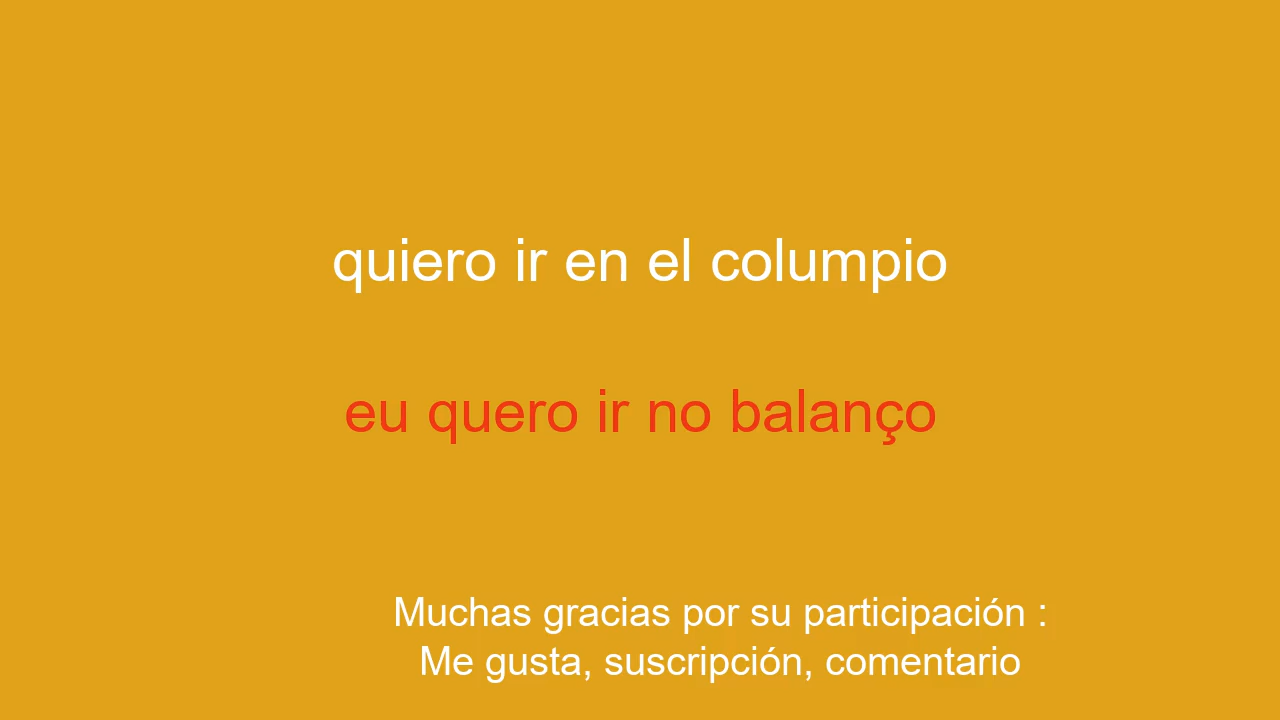 quiero ir en el columpio
eu quero ir no balanço
Muchas gracias por su participación :
Me gusta, suscripción, comentario